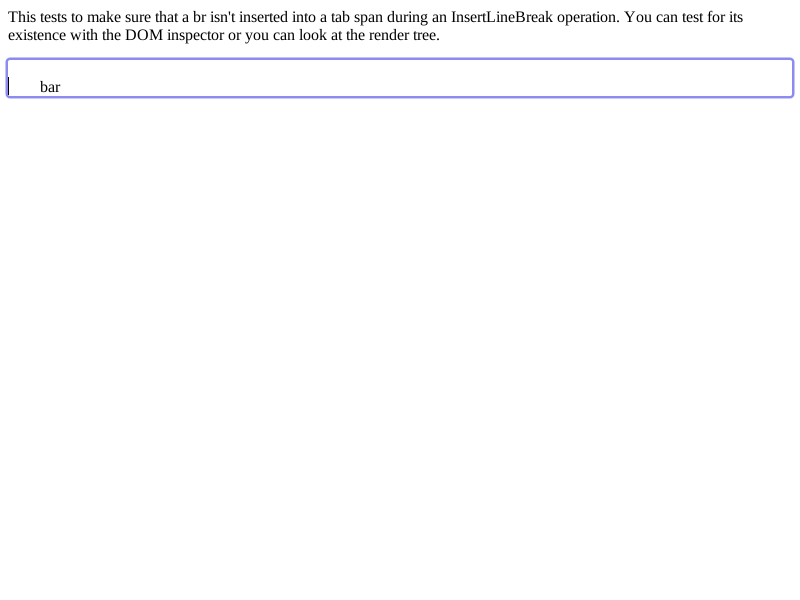 This tests to make sure that a br isn't inserted into a tab span during an InsertLineBreak operation. You can test for its
existence with the DOM inspector or you can look at the render tree.
bar